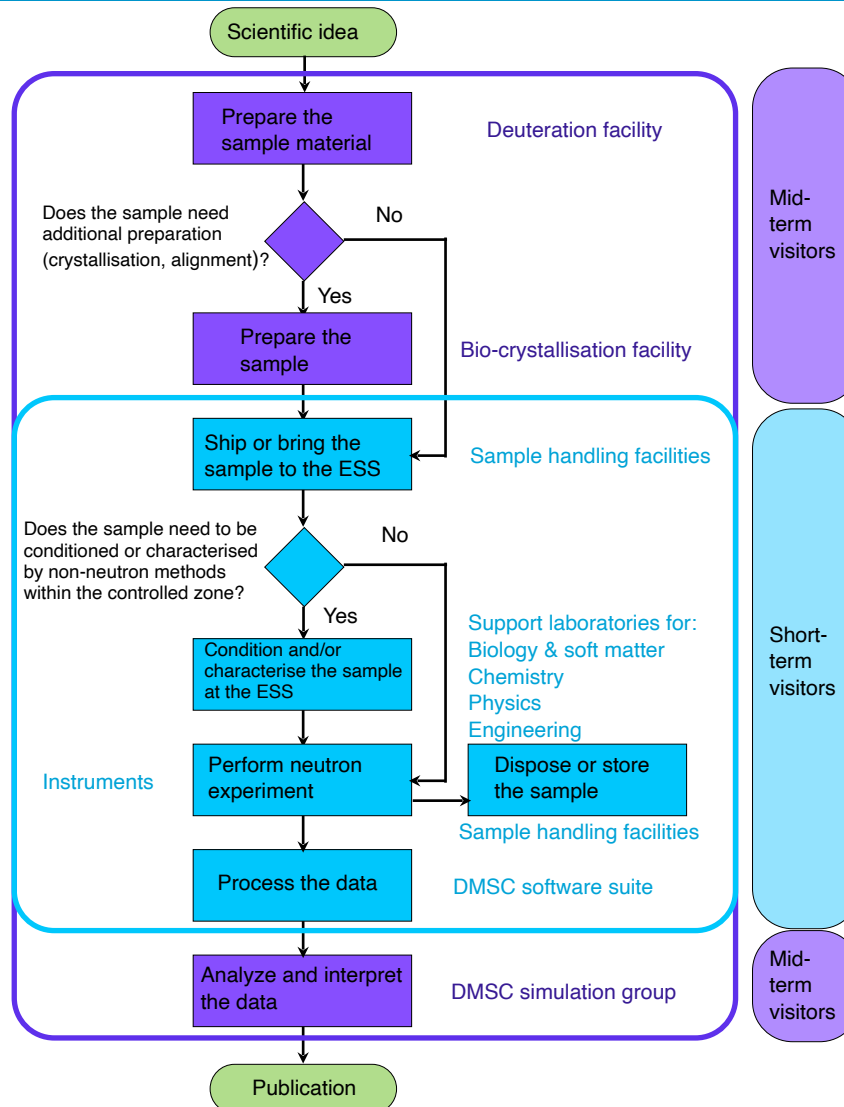 Scientific idea
Prepare the
sample material
Deuteration facility
Mid-
term
visitors
Does the sample need
additional preparation
(crystallisation, alignment)?
No
Yes
Prepare the
sample
Bio-crystallisation facility
Ship or bring the
sample to the ESS
Sample handling facilities
Does the sample need to be
conditioned or characterised
by non-neutron methods
within the controlled zone?
No
Yes
Condition and/or
characterise the sample
at the ESS
Support laboratories for:
Biology & soft matter
Chemistry
Physics
Engineering
Short-
term
visitors
Instruments
Perform neutron
experiment
Dispose or store
the sample
Sample handling facilities
Process the data
DMSC software suite
Analyze and interpret
the data
DMSC simulation group
Mid-
term
visitors
Publication